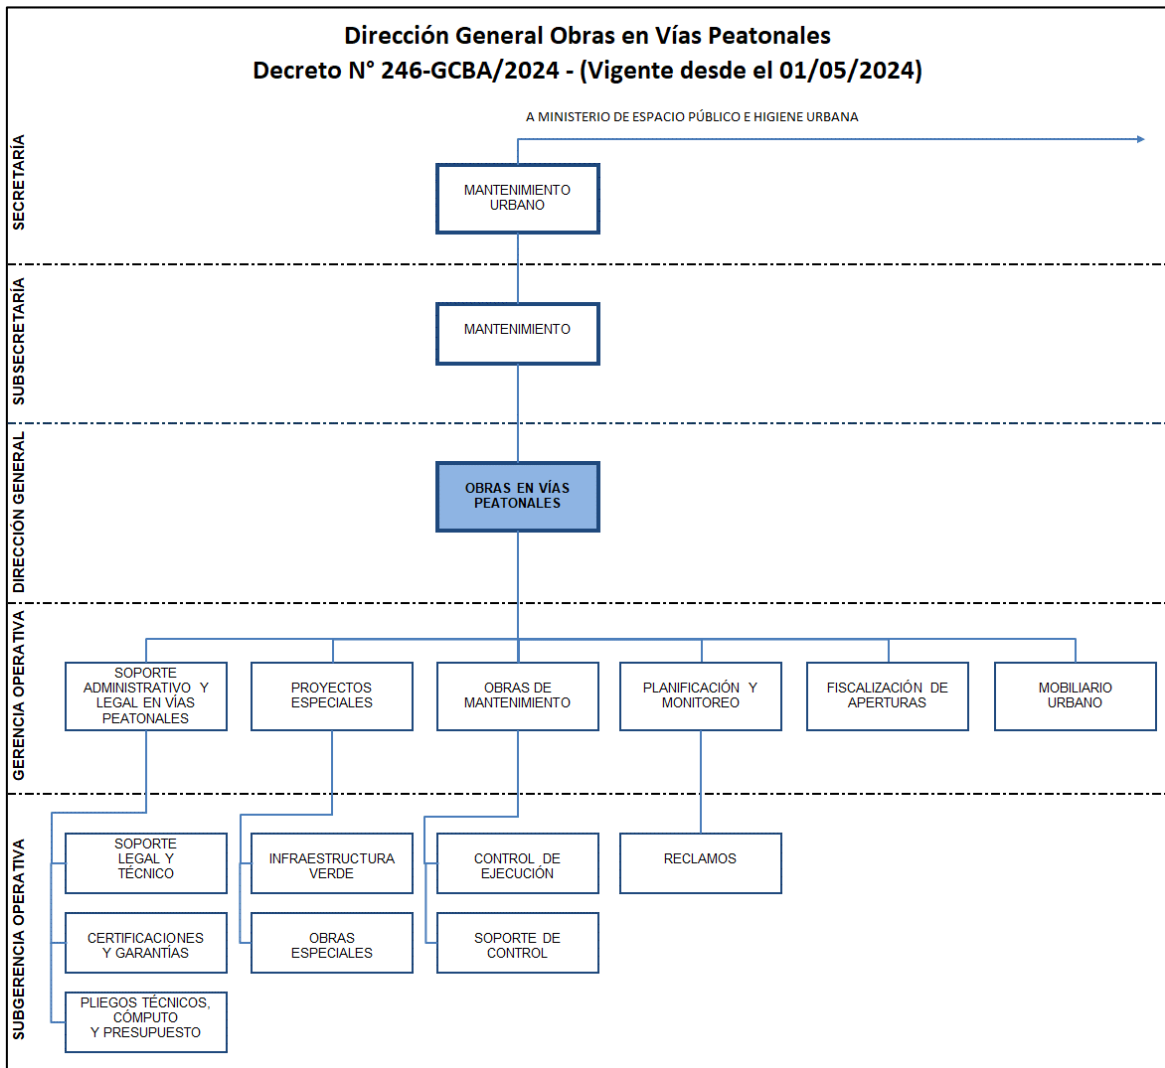 Dirección General Obras en Vías Peatonales
Decreto N° 246-GCBA/2024 - (Vigente desde el 01/05/2024)
A MINISTERIO DE ESPACIO PÚBLICO E HIGIENE URBANA
SECRETARÍA
MANTENIMIENTO
URBANO
SUBSECRETARÍA
MANTENIMIENTO
DIRECCIÓN GENERAL
OBRAS EN VÍAS
PEATONALES
GERENCIA OPERATIVA
SOPORTE
ADMINISTRATIVO Y
LEGAL EN VÍAS
PEATONALES
PROYECTOS
ESPECIALES
OBRAS DE
MANTENIMIENTO
PLANIFICACIÓN Y
MONITOREO
FISCALIZACIÓN DE
APERTURAS
MOBILIARIO
URBANO
SUBGERENCIA OPERATIVA
SOPORTE
LEGAL Y
TÉCNICO
INFRAESTRUCTURA
VERDE
CONTROL DE
EJECUCIÓN
RECLAMOS
CERTIFICACIONES
Y GARANTÍAS
OBRAS
ESPECIALES
SOPORTE DE
CONTROL
PLIEGOS TÉCNICOS,
CÓMPUTO
Y PRESUPUESTO